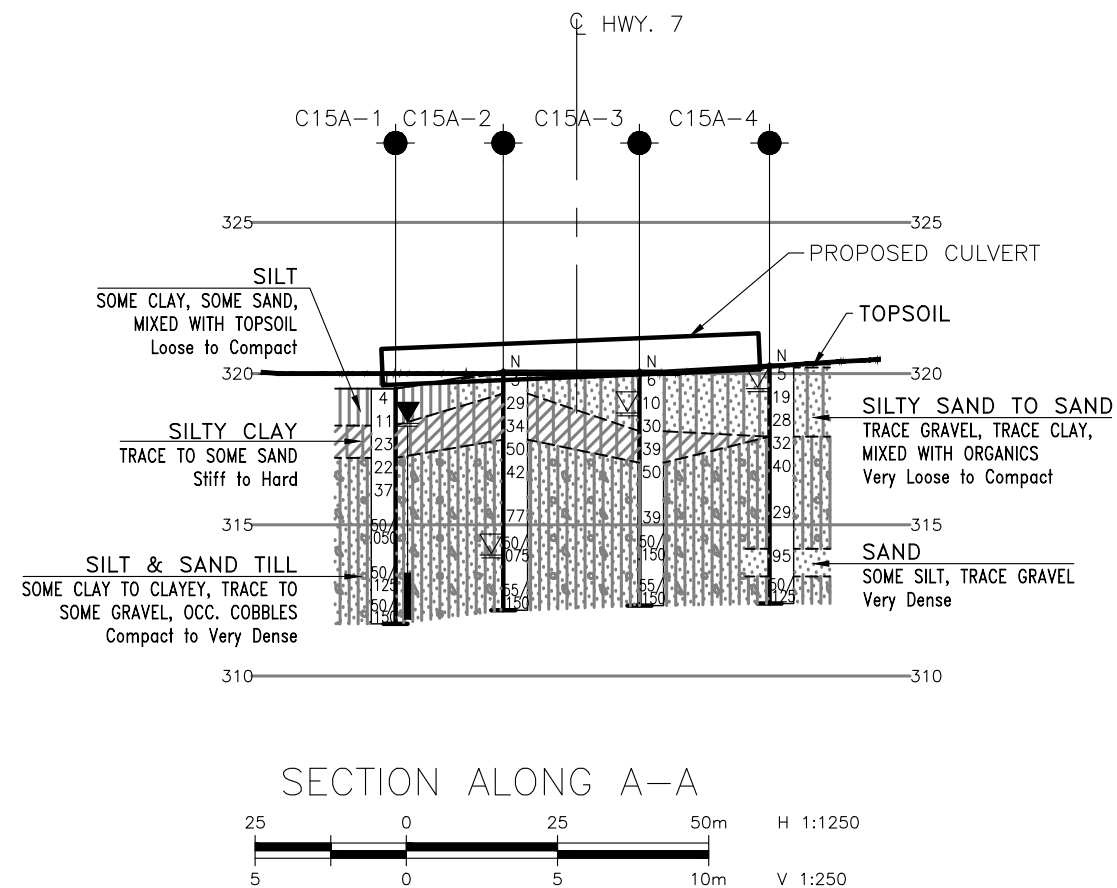 ℄ HWY. 7
C15A-1 C15A-2 C15A-3 C15A-4
325 325
PROPOSED CULVERT
SILT
SOME CLAY, SOME SAND,
MIXED WITH TOPSOIL
Loose to Compact
TOPSOIL
320 320
SILTY CLAY
TRACE TO SOME SAND
Stiff to Hard
SILTY SAND TO SAND
TRACE GRAVEL, TRACE CLAY,
MIXED WITH ORGANICS
Very Loose to Compact
4
11
23
22
37
50/
050
50/
125
50/
150
N
29
34
50
42
77
50/
075
65/
150
N
6
10
30
39
50
39
50/
150
55/
150
N
5
19
28
32
40
29
95
50/
125
315 315
SILT & SAND TILL
SOME CLAY TO CLAYEY, TRACE TO
SOME GRAVEL, OCC. COBBLES
Compact to Very Dense
SAND
SOME SILT, TRACE GRAVEL
Very Dense
310 310
SECTION ALONG A-A
25 0 25 50m H 1:1250
5 0 5 10m V 1:250